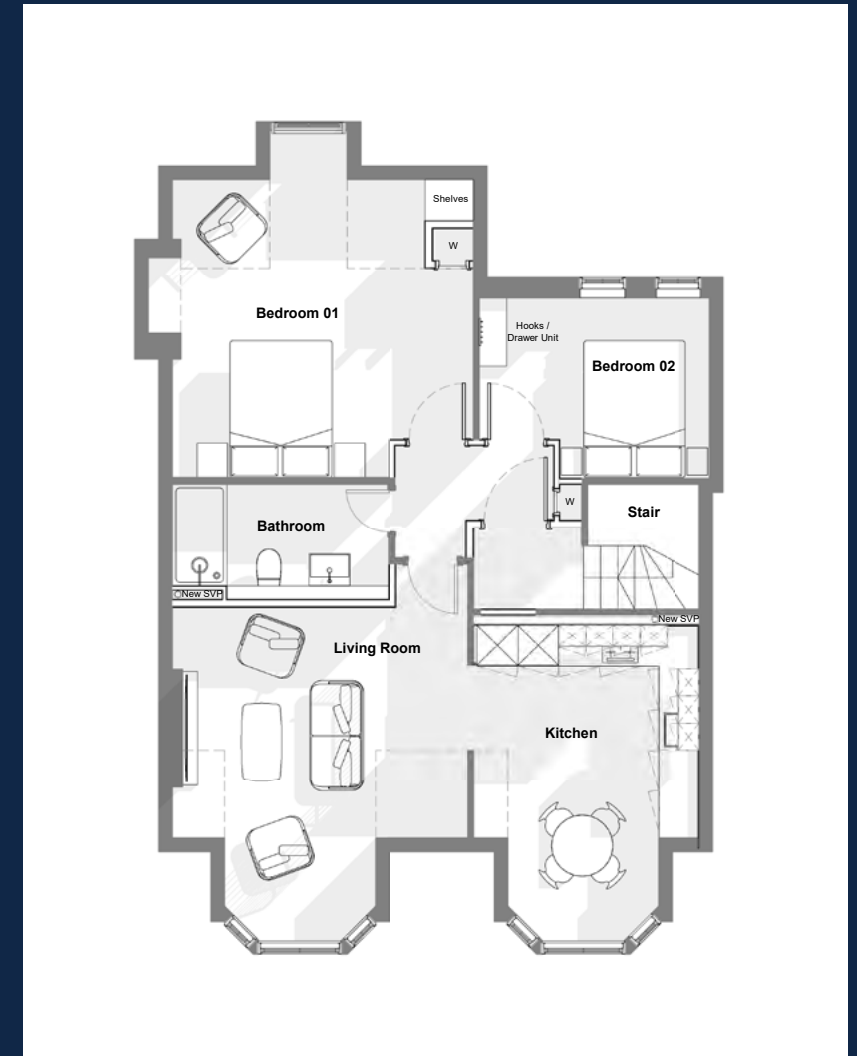 Shelves
W
Bedroom 01
Hooks /
Drawer Unit
Bedroom 02
W
Stair
Bathroom
New SVP
New SVP
Living Room
Kitchen